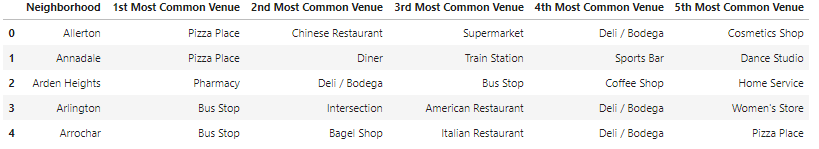 Neighborhood 1st Most Common Venue 2nd Most Common Venue 3rd Most Common Venue 4th Most Common Venue 5th Most Common Venue
0 Allerton Pizza Place Chinese Restaurant Supermarket Deli / Bodega Cosmetics Shop
1 Annadale Pizza Place Diner Train Station Sports Bar Dance Studio
2 Arden Heights Pharmacy Deli / Bodega Bus Stop Coffee Shop Home Service
3 Arlington Bus Stop Intersection American Restaurant Deli / Bodega Women's Store
4 Arrochar Bus Stop Bagel Shop Italian Restaurant Deli / Bodega Pizza Place